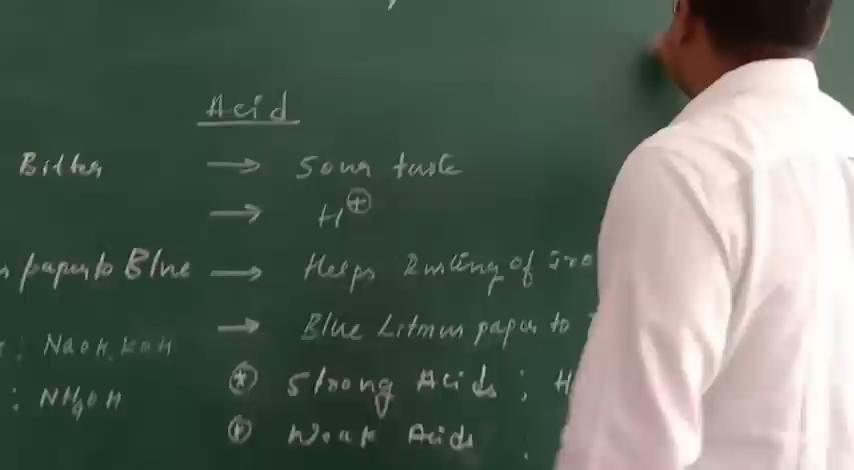 Acid
Bitter → Sour taste
→ H⊕
paper to Blue → Helps Rusting of iro
→ Blue Litmus paper to
: NaOH, KOH
⊛ Strong Acids ; H
: NH4OH
⊛ Weak Acids ;